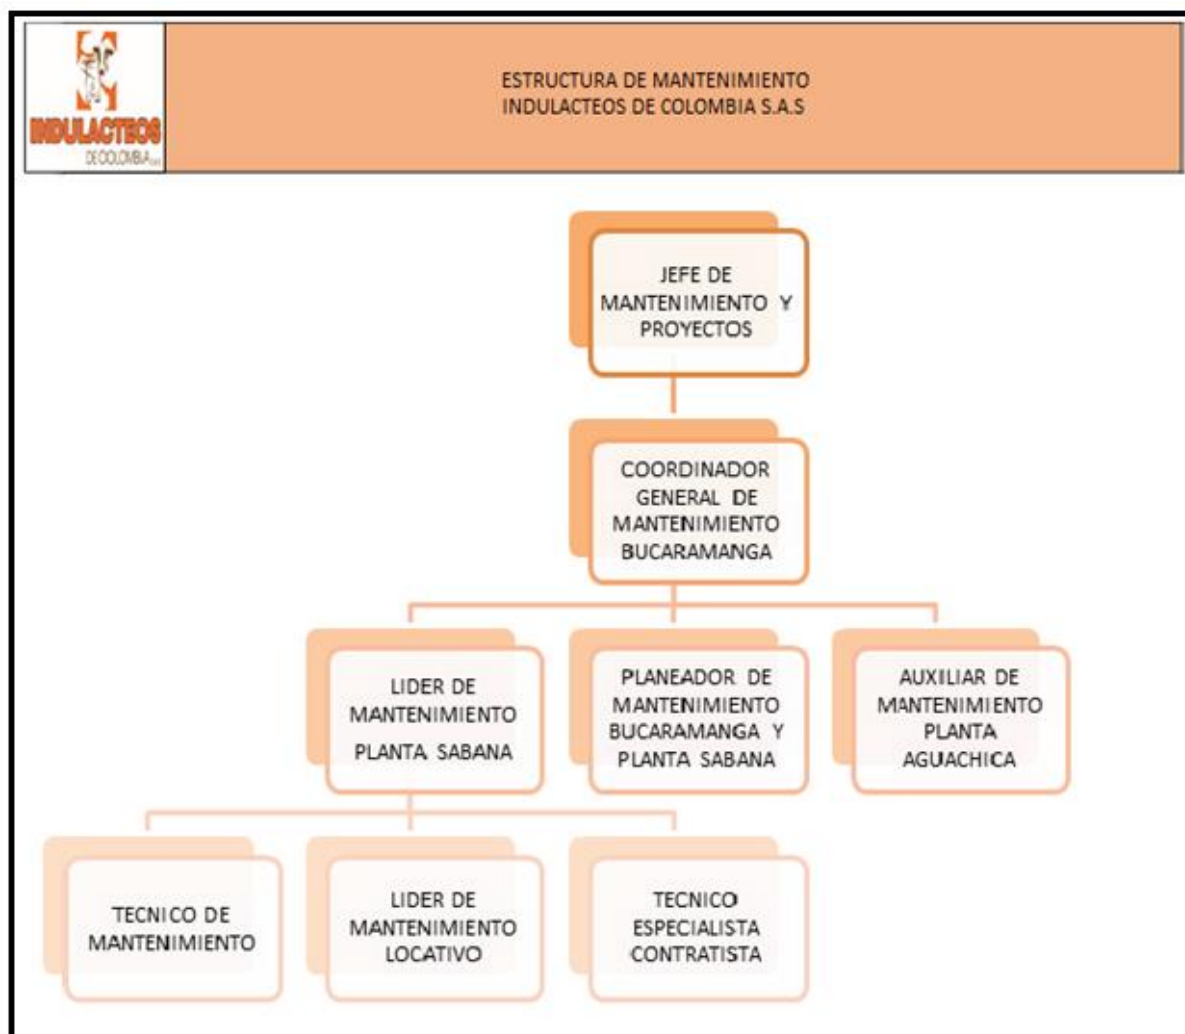 INDULACTEOS
DE COLOMBIA
ESTRUCTURA DE MANTENIMIENTO
INDULACTEOS DE COLOMBIA S.A.S
JEFE DE
MANTENIMIENTO Y
PROYECTOS
COORDINADOR
GENERAL DE
MANTENIMIENTO
BUCARAMANGA
LIDER DE
MANTENIMIENTO
PLANTA SABANA
PLANEADOR DE
MANTENIMIENTO
BUCARAMANGA Y
PLANTA SABANA
AUXILIAR DE
MANTENIMIENTO
PLANTA
AGUACHICA
TECNICO DE
MANTENIMIENTO
LIDER DE
MANTENIMIENTO
LOCATIVO
TECNICO
ESPECIALISTA
CONTRATISTA